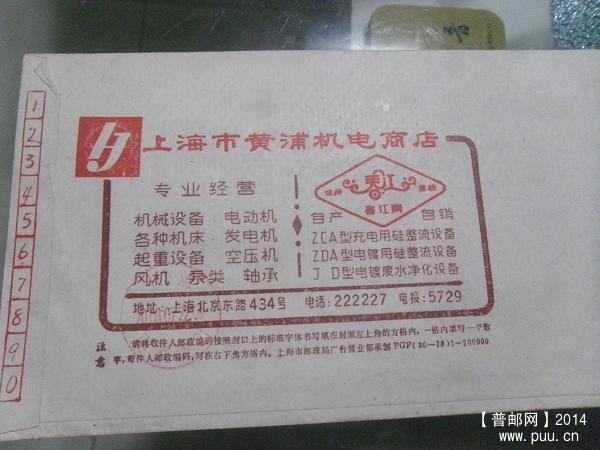 1
2
3
4
5
6
7
8
9
0
HJ
上海市黄浦机电商店
专业经营
机械设备 电动机
各种机床 发电机
起重设备 空压机
风机 泵类 轴承
注册 春江 商标
春江牌
自产 自销
ZCA型充电用硅整流设备
ZDA型电镀用硅整流设备
JD型电镀废水净化设备
地址:上海北京东路434号 电话:222227 电报:5729
注意
请将收件人邮政编码按照封口上的标准字体书写填在封面左上角的方格内,一格内填写一个数
字,寄件人邮政编码,写在右下角方格内。上海市邮政局广告营业部承制 PGF(86—18)1—200000
【普邮网】2014
www.puu.cn